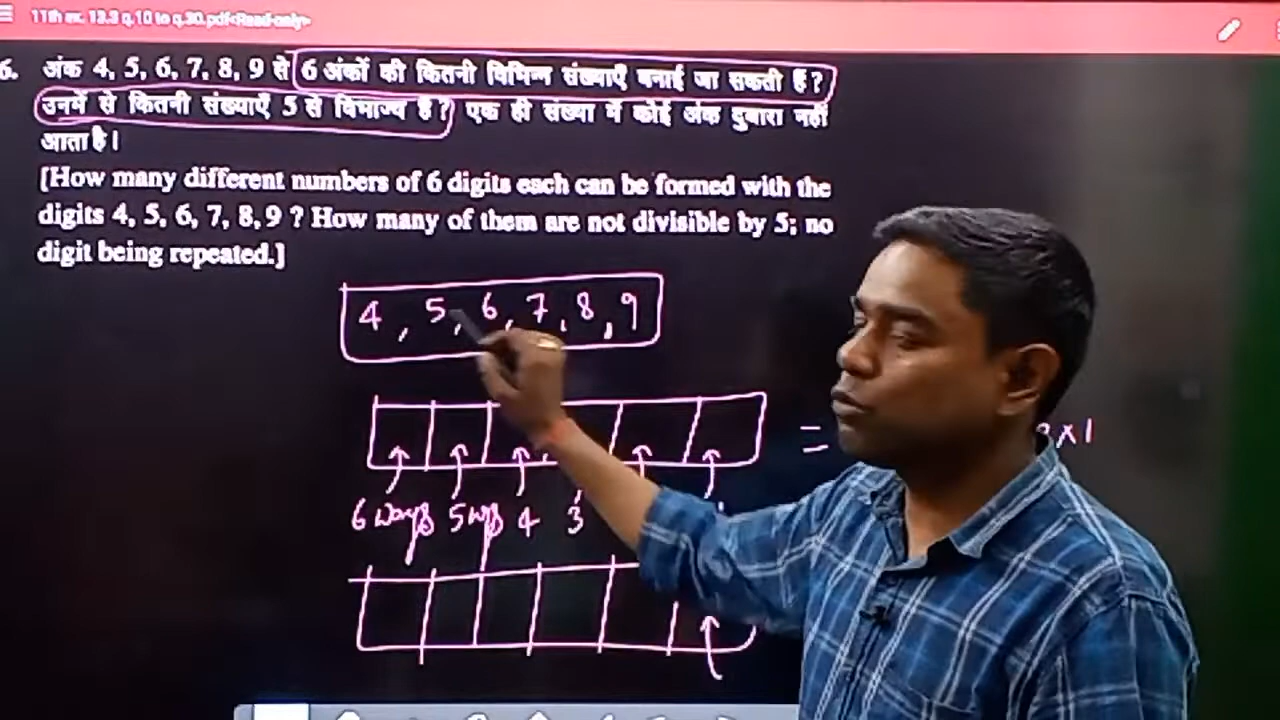 11th ex. 13.3 q.10 to q.30.pdf<Read-only>
6. अंक 4, 5, 6, 7, 8, 9 से 6 अंकों की कितनी विभिन्न संख्याएँ बनाई जा सकती हैं ?
उनमें से कितनी संख्याएँ 5 से विभाज्य हैं ? एक ही संख्या में कोई अंक दुबारा नहीं
आता है।
[How many different numbers of 6 digits each can be formed with the
digits 4, 5, 6, 7, 8, 9 ? How many of them are not divisible by 5; no
digit being repeated.]
4 , 5, 6, 7, 8, 9
= x 1
6 ways 5 ways 4 3